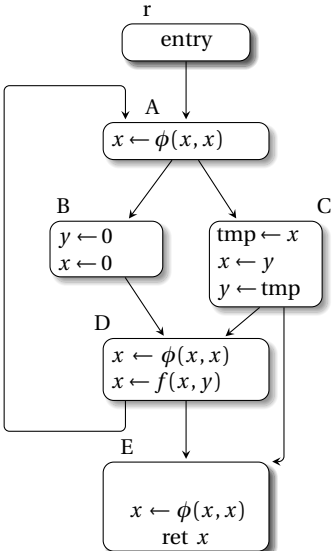 r
entry
A
x ← ϕ(x, x)
B
y ← 0
x ← 0
C
tmp ← x
x ← y
y ← tmp
D
x ← ϕ(x, x)
x ← f(x, y)
E
x ← ϕ(x, x)
ret x